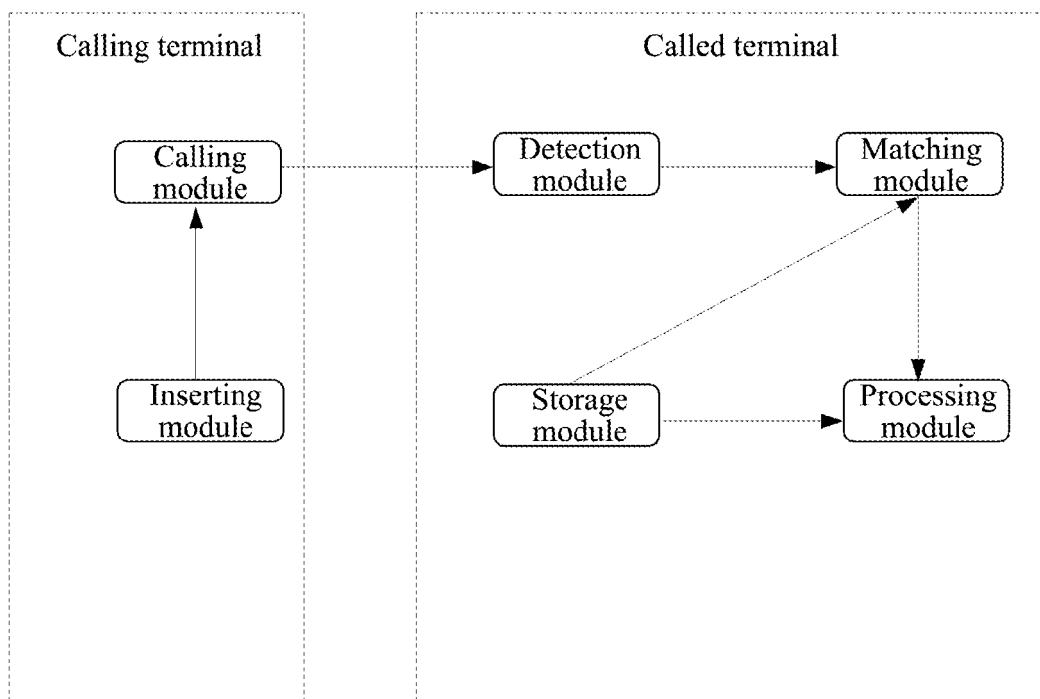 Calling terminal
Called terminal
Calling
module
Detection
module
Matching
module
Inserting
module
Storage
module
Processing
module